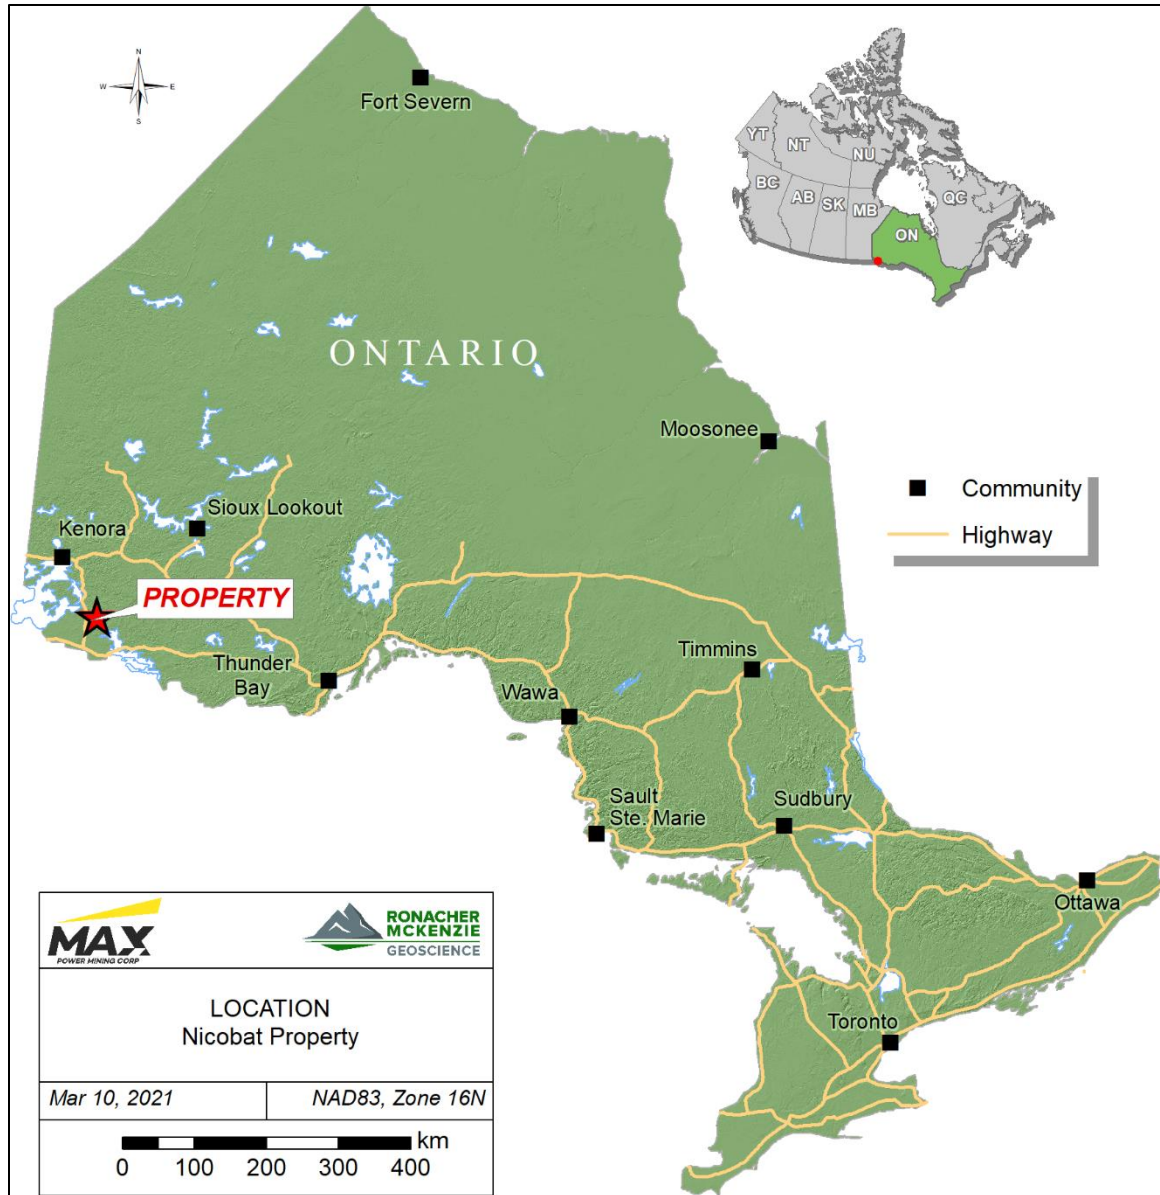 N
W E
S
Fort Severn
YT
NT
NU
BC
AB
SK
MB
QC
ON
ONTARIO
Moosonee
Community
Highway
Sioux Lookout
Kenora
PROPERTY
Thunder
Bay
Timmins
Wawa
Sault
Ste. Marie
Sudbury
Ottawa
Toronto
MAX
POWER MINING CORP
RONACHER
MCKENZIE
GEOSCIENCE
LOCATION
Nicobat Property
Mar 10, 2021
NAD83, Zone 16N
km
0 100 200 300 400